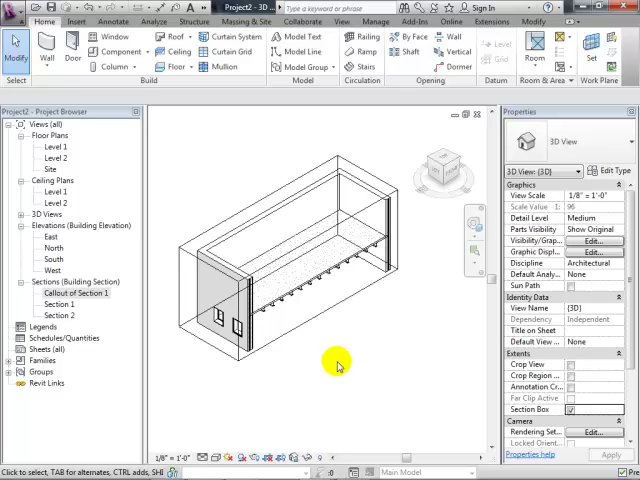 Project2 - 3D ...
Type a keyword or phrase
Sign In
Home Insert Annotate Analyze Structure Massing & Site Collaborate View Manage Add-Ins Online Extensions Modify
Modify
Wall
Door
Window
Component
Column
Roof
Ceiling
Floor
Curtain System
Curtain Grid
Mullion
Model Text
Model Line
Model Group
Railing
Ramp
Stairs
By Face
Shaft
Wall
Vertical
Dormer
Level
Grid
Room
Set
Select
Build
Model
Circulation
Opening
Datum
Room & Area
Work Plane
Project2 - Project Browser
Views (all)
Floor Plans
Level 1
Level 2
Site
Ceiling Plans
Level 1
Level 2
3D Views
Elevations (Building Elevation)
East
North
South
West
Sections (Building Section)
Callout of Section 1
Section 1
Section 2
Legends
Schedules/Quantities
Sheets (all)
Families
Groups
Revit Links
Properties
3D View
3D View: {3D}
Edit Type
Graphics
View Scale 1/8" = 1'-0"
Scale Value 1: 96
Detail Level Medium
Parts Visibility Show Original
Visibility/Grap... Edit...
Graphic Displ... Edit...
Discipline Architectural
Default Analy... None
Sun Path
Identity Data
View Name {3D}
Dependency Independent
Title on Sheet
Default View ... None
Extents
Crop View
Crop Region ...
Annotation Cr...
Far Clip Active
Section Box
Camera
Rendering Set... Edit...
Locked Orient...
Properties help
Apply
1/8" = 1'-0"
Click to select, TAB for alternates, CTRL adds, SHI
:0
Main Model
Pre